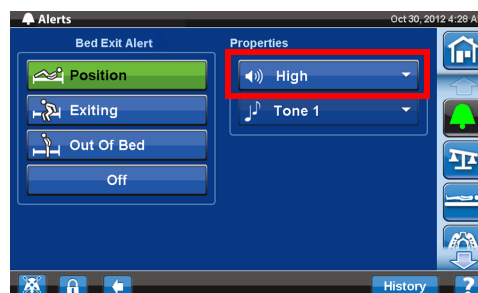 Alerts
Oct 30, 2012 4:28 A
Bed Exit Alert
Properties
Position
High
Exiting
Tone 1
Out Of Bed
Off
History
?